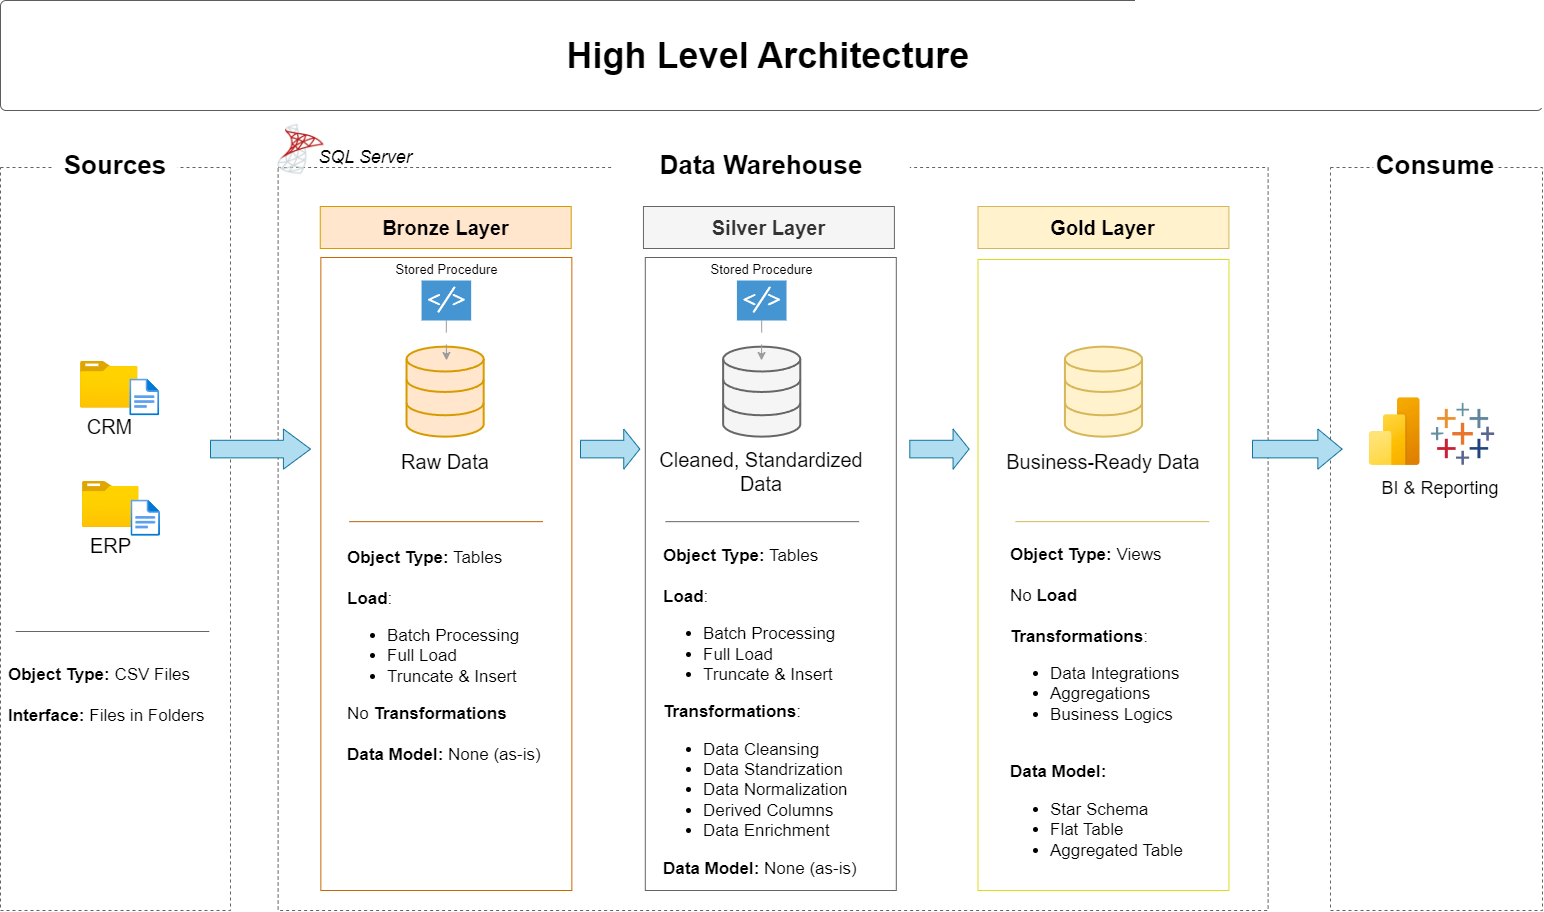 High Level Architecture
Sources
SQL Server
Data Warehouse
Consume
Bronze Layer
Silver Layer
Gold Layer
Stored Procedure
</>
Raw Data
Stored Procedure
</>
Cleaned, Standardized
Data
Business-Ready Data
CRM
ERP
Object Type: CSV Files
Interface: Files in Folders
Object Type: Tables
Load:
• Batch Processing
• Full Load
• Truncate & Insert
No Transformations
Data Model: None (as-is)
Object Type: Tables
Load:
• Batch Processing
• Full Load
• Truncate & Insert
Transformations:
• Data Cleansing
• Data Standrization
• Data Normalization
• Derived Columns
• Data Enrichment
Data Model: None (as-is)
Object Type: Views
No Load
Transformations:
• Data Integrations
• Aggregations
• Business Logics
Data Model:
• Star Schema
• Flat Table
• Aggregated Table
BI & Reporting